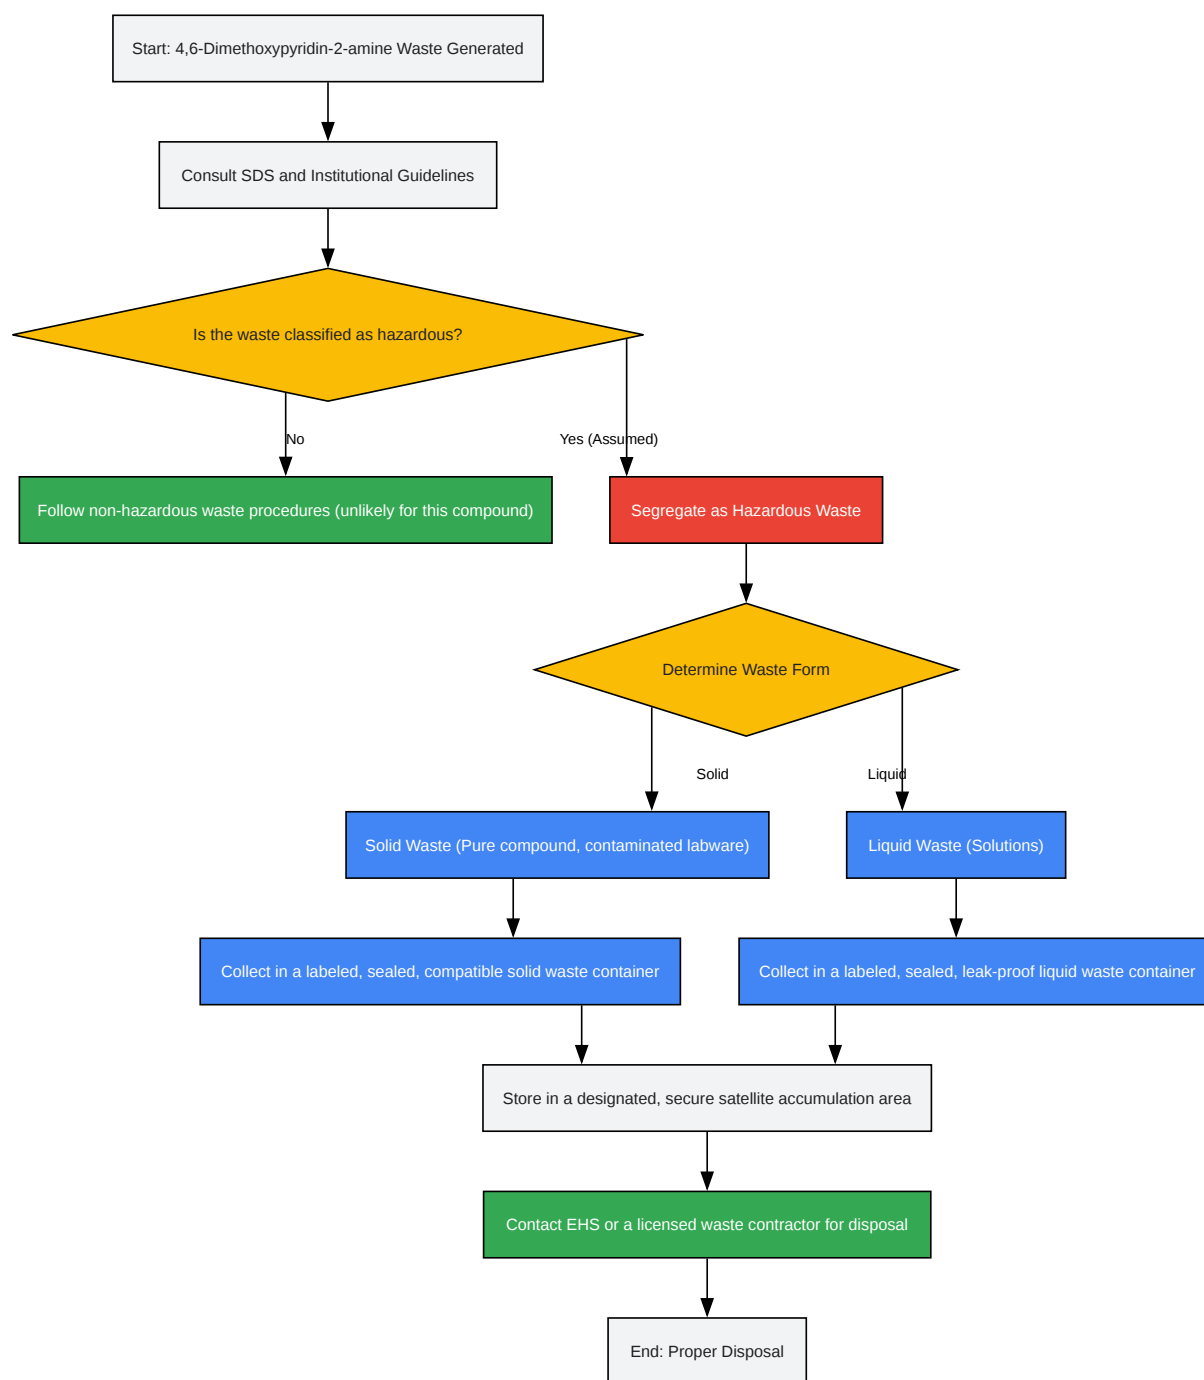 Start: 4,6-Dimethoxypyridin-2-amine Waste Generated
Consult SDS and Institutional Guidelines
Is the waste classified as hazardous?
No
Yes (Assumed)
Follow non-hazardous waste procedures (unlikely for this compound)
Segregate as Hazardous Waste
Determine Waste Form
Solid
Liquid
Solid Waste (Pure compound, contaminated labware)
Liquid Waste (Solutions)
Collect in a labeled, sealed, compatible solid waste container
Collect in a labeled, sealed, leak-proof liquid waste container
Store in a designated, secure satellite accumulation area
Contact EHS or a licensed waste contractor for disposal
End: Proper Disposal